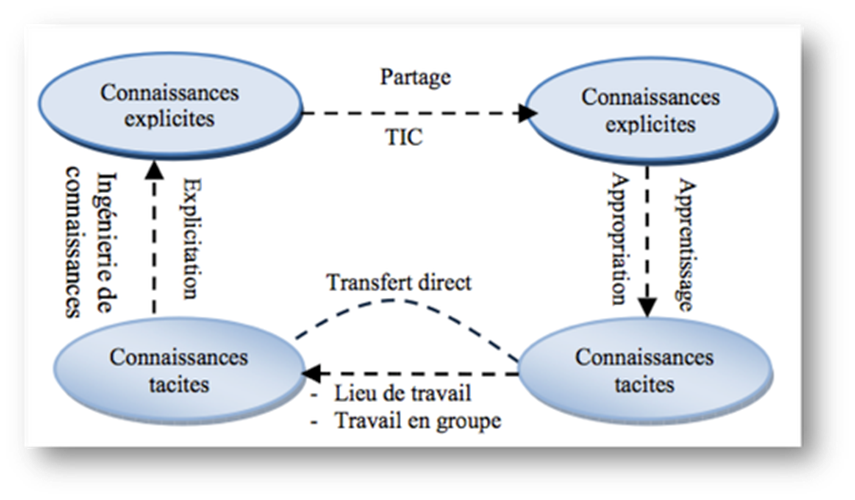 Connaissances
explicites
Partage
TIC
Connaissances
explicites
Ingénierie de
connaissances
Explicitation
Appropriation
Apprentissage
Transfert direct
Connaissances
tacites
- Lieu de travail
- Travail en groupe
Connaissances
tacites